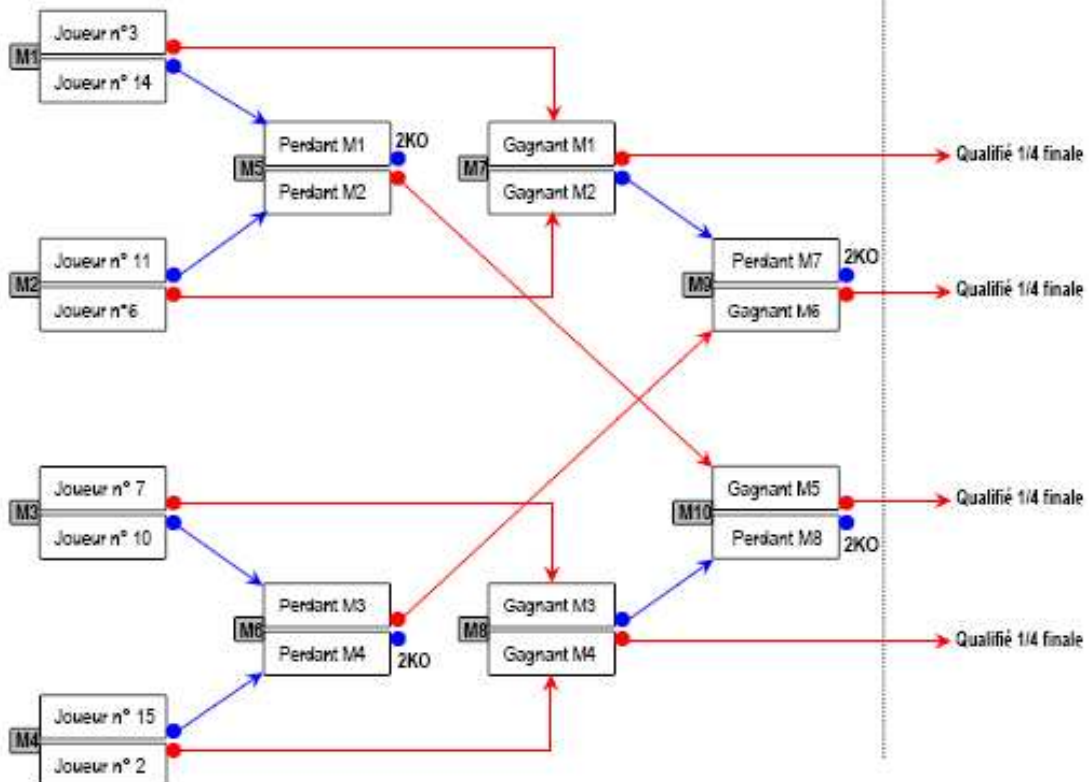 Joueur n°3
M1
Joueur n° 14
Perdant M1
2KO
M5
Perdant M2
Gagnant M1
M7
Gagnant M2
Qualifié 1/4 finale
Joueur n° 11
M2
Joueur n°6
Perdant M7
2KO
M9
Gagnant M6
Qualifié 1/4 finale
Joueur n° 7
M3
Joueur n° 10
Gagnant M5
M10
Perdant M8
2KO
Qualifié 1/4 finale
Perdant M3
M6
Perdant M4
2KO
Gagnant M3
M8
Gagnant M4
Qualifié 1/4 finale
Joueur n° 15
M4
Joueur n° 2